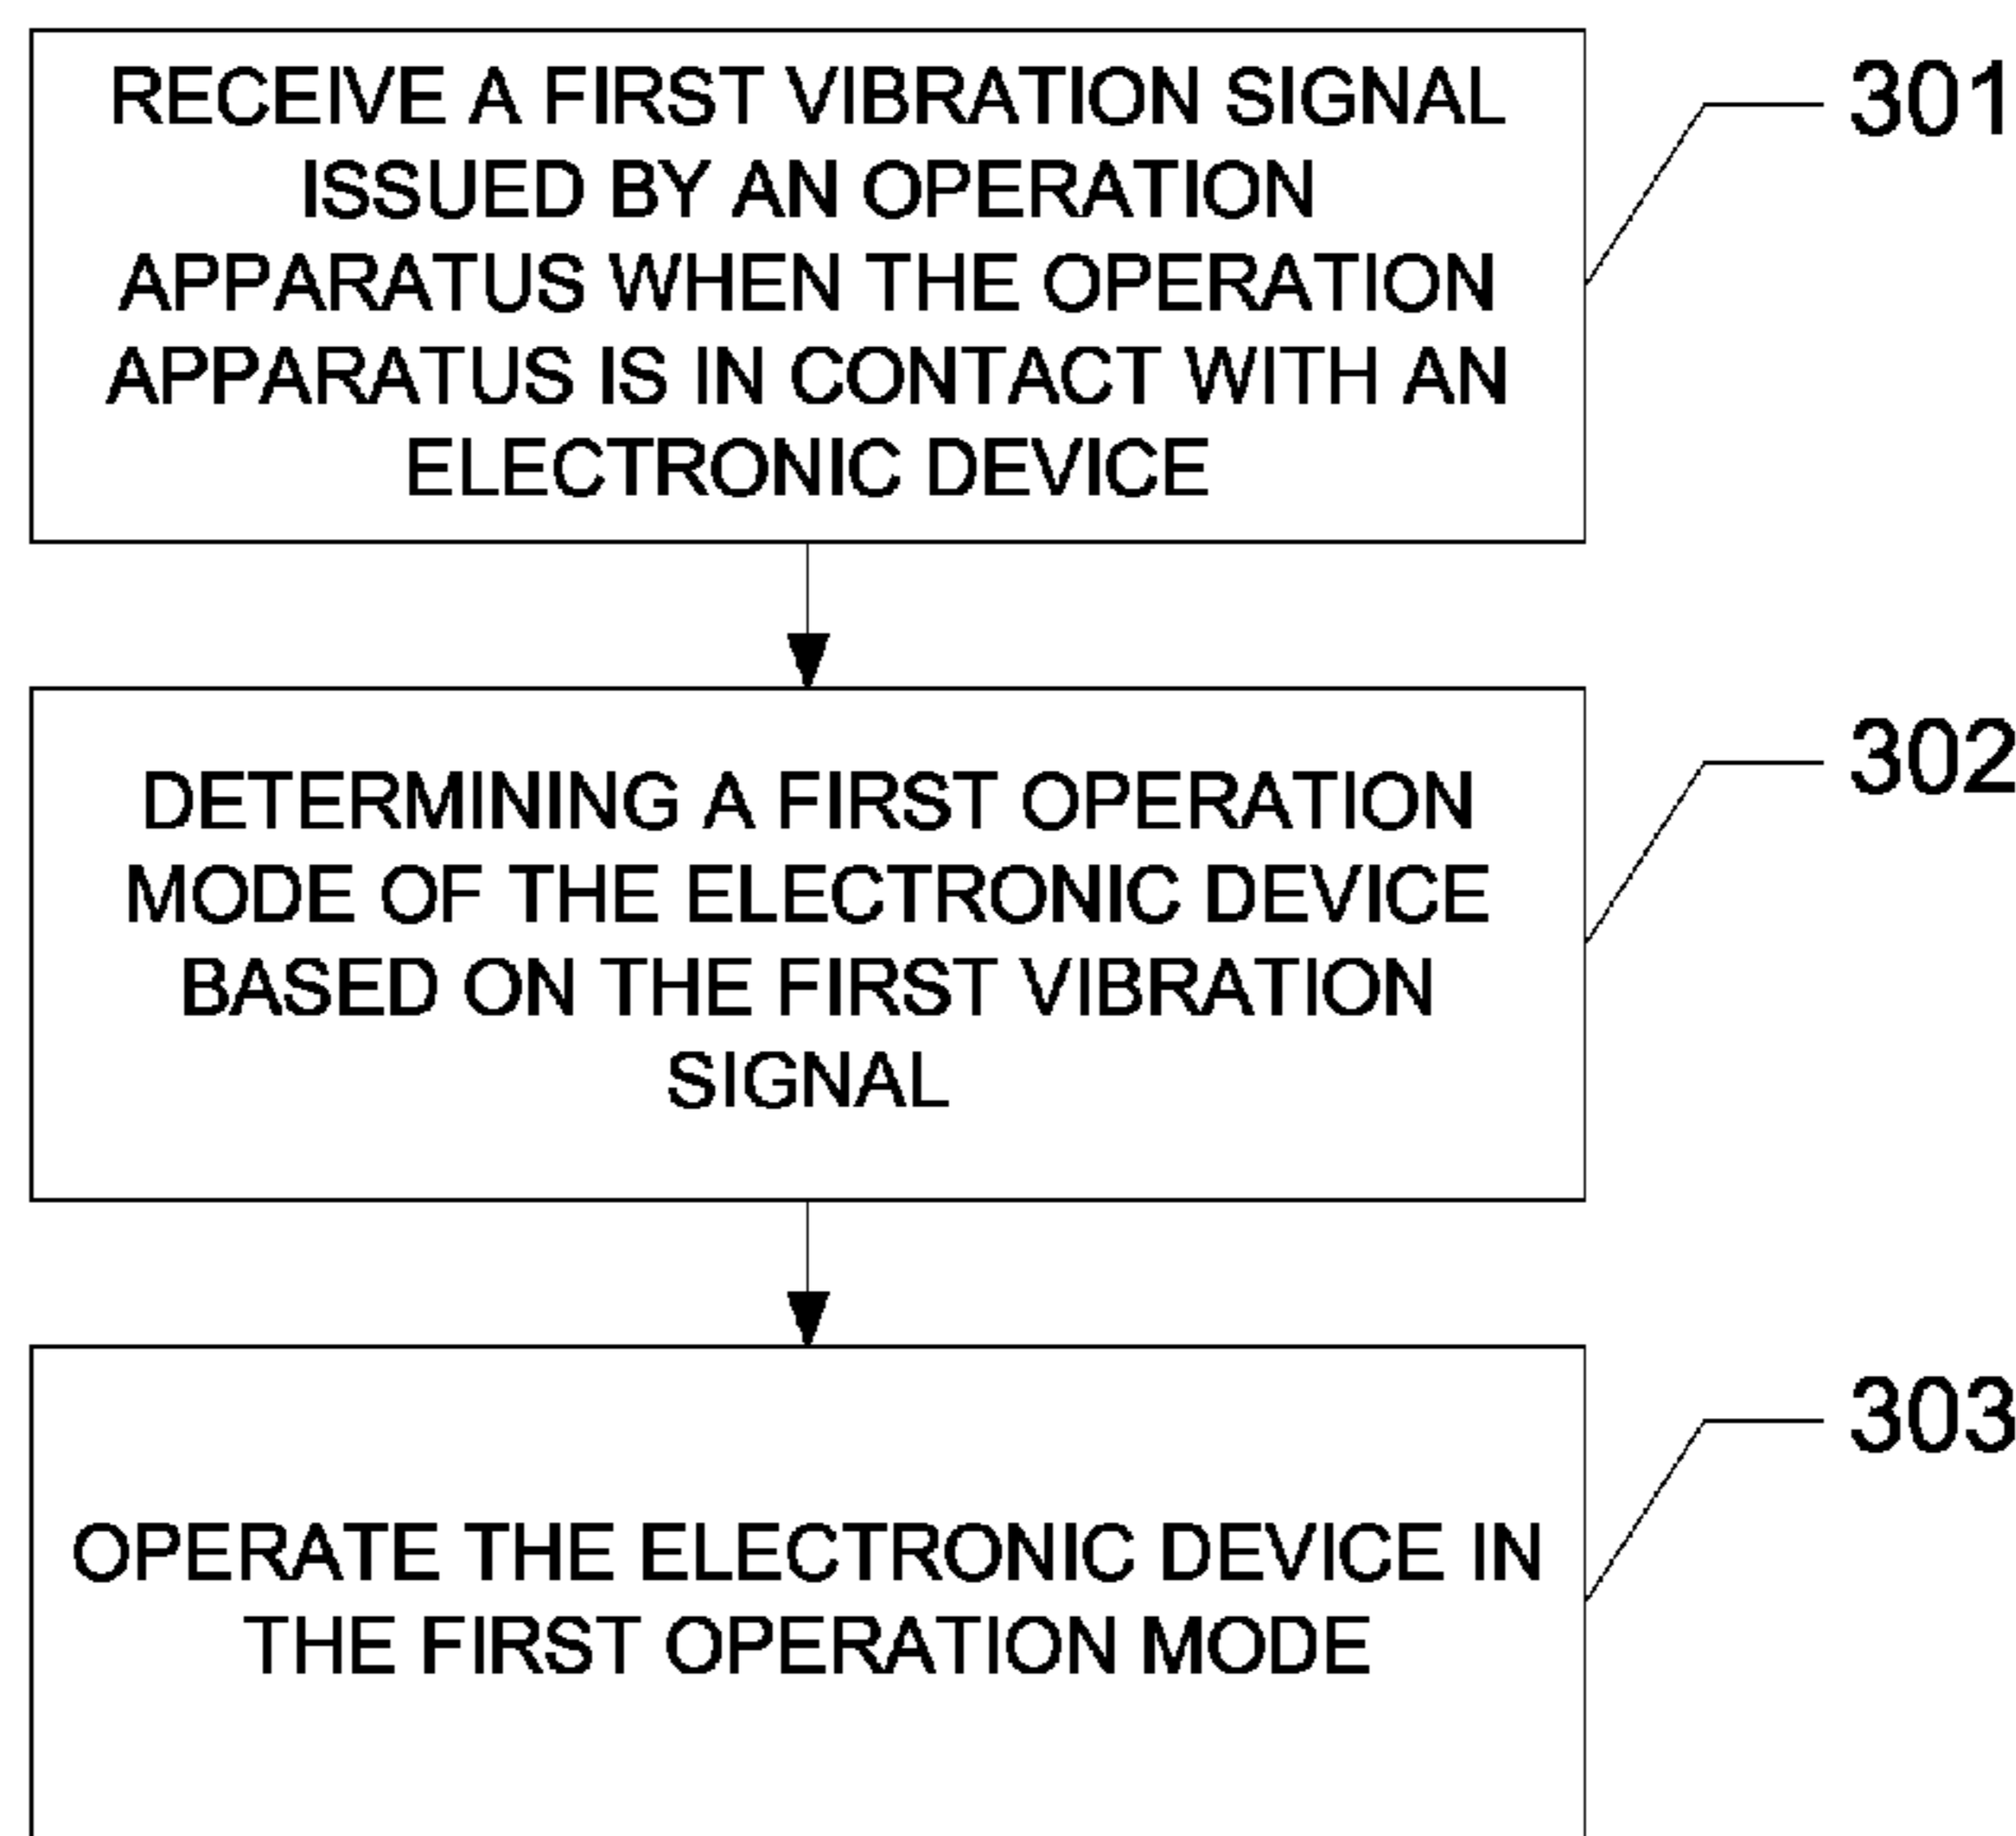 RECEIVE A FIRST VIBRATION SIGNAL
ISSUED BY AN OPERATION
APPARATUS WHEN THE OPERATION
APPARATUS IS IN CONTACT WITH AN
ELECTRONIC DEVICE
301
DETERMINING A FIRST OPERATION
MODE OF THE ELECTRONIC DEVICE
BASED ON THE FIRST VIBRATION
SIGNAL
302
OPERATE THE ELECTRONIC DEVICE IN
THE FIRST OPERATION MODE
303